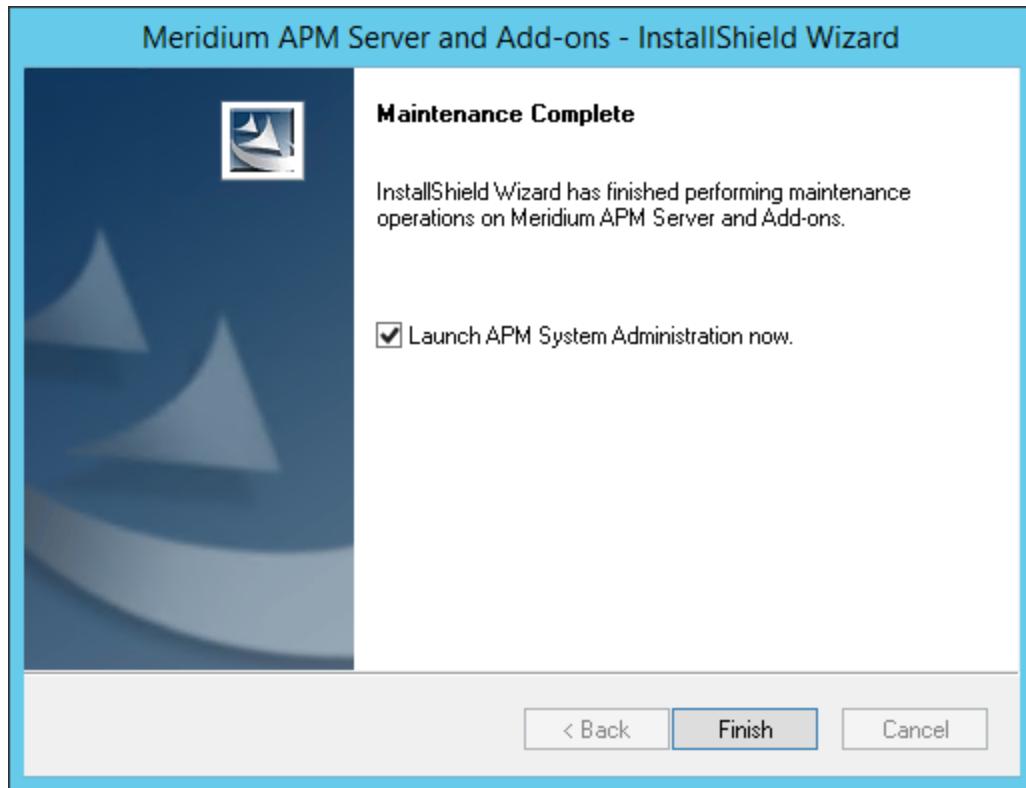 Meridium APM Server and Add-ons - InstallShield Wizard
Maintenance Complete
InstallShield Wizard has finished performing maintenance
operations on Meridium APM Server and Add-ons.
Launch APM System Administration now.
< Back
Finish
Cancel